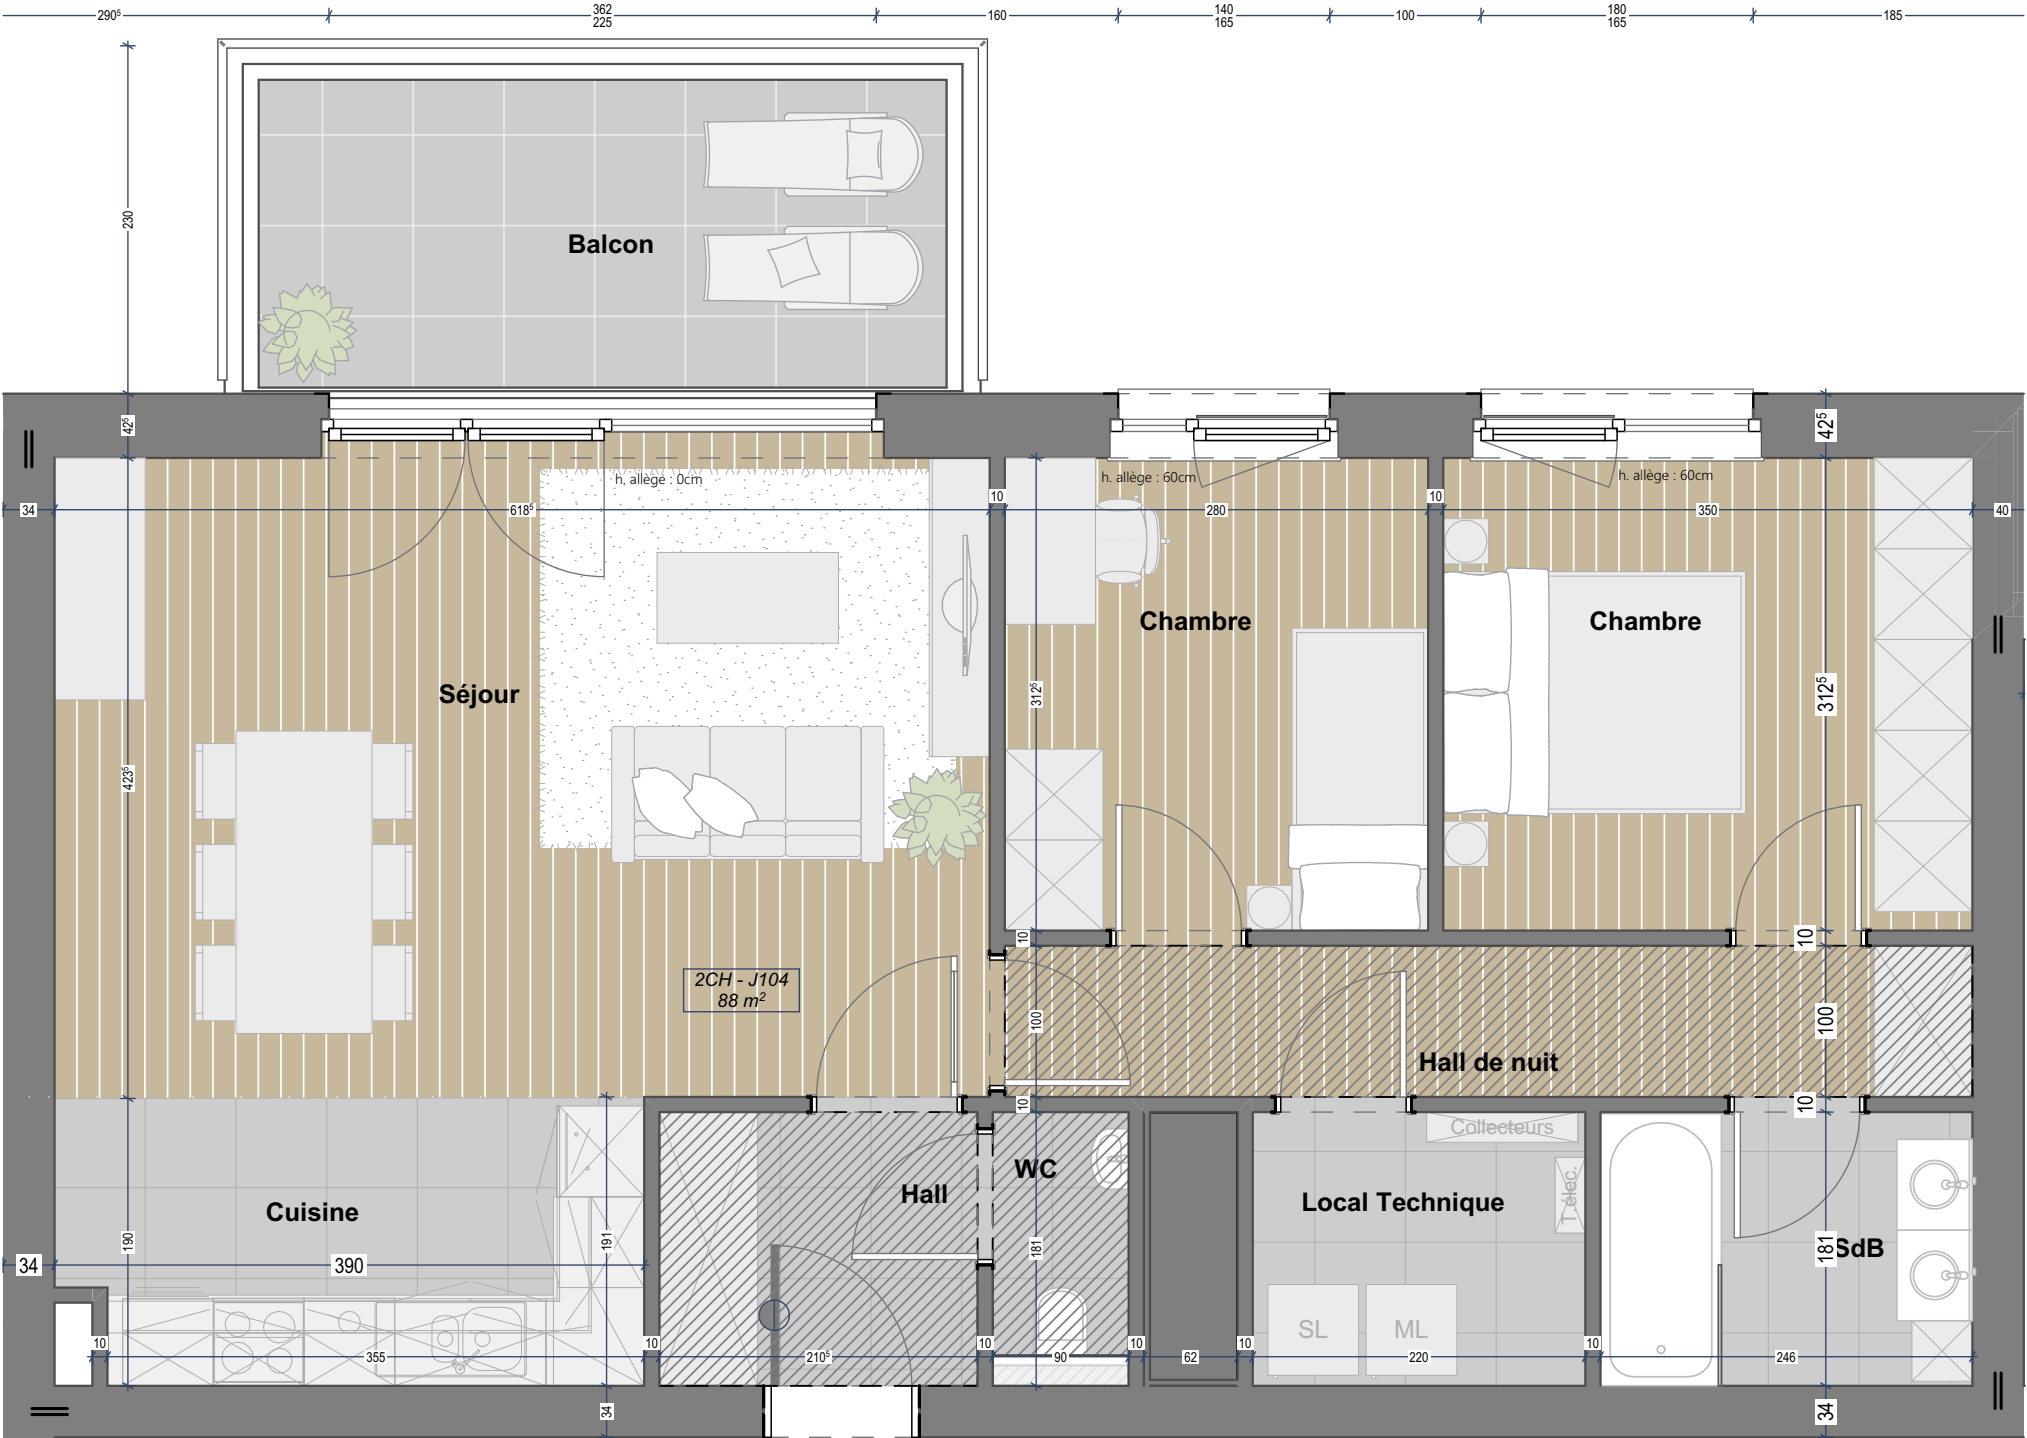 290⁵
362
225
160
140
165
100
180
165
185
230
Balcon
42⁵
42⁵
h. allège : 0cm
h. allège : 60cm
h. allège : 60cm
34
618⁵
10
280
10
350
40
Chambre
Chambre
Séjour
312⁵
312⁵
423⁵
10
10
2CH - J104
88 m²
100
100
Hall de nuit
10
10
Collecteurs
WC
Hall
Local Technique
T.élec.
Cuisine
190
191
181
181
SdB
34
390
SL
ML
10
355
10
210⁵
10
90
10
62
10
220
10
246
34
34